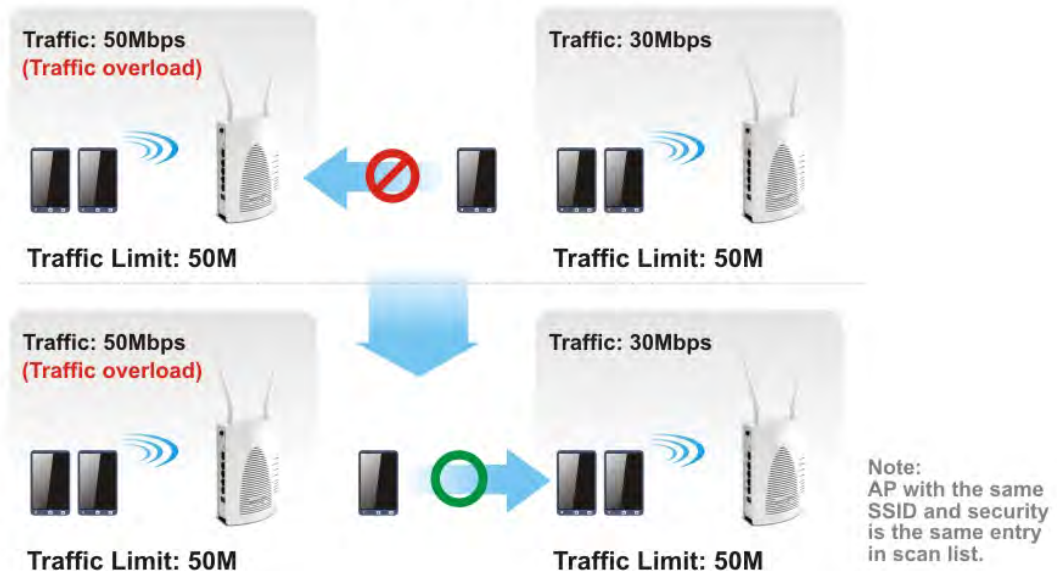 Traffic: 50Mbps
(Traffic overload)
Traffic: 30Mbps
Traffic Limit: 50M
Traffic Limit: 50M
Traffic: 50Mbps
(Traffic overload)
Traffic: 30Mbps
Traffic Limit: 50M
Traffic Limit: 50M
Note:
AP with the same
SSID and security
is the same entry
in scan list.